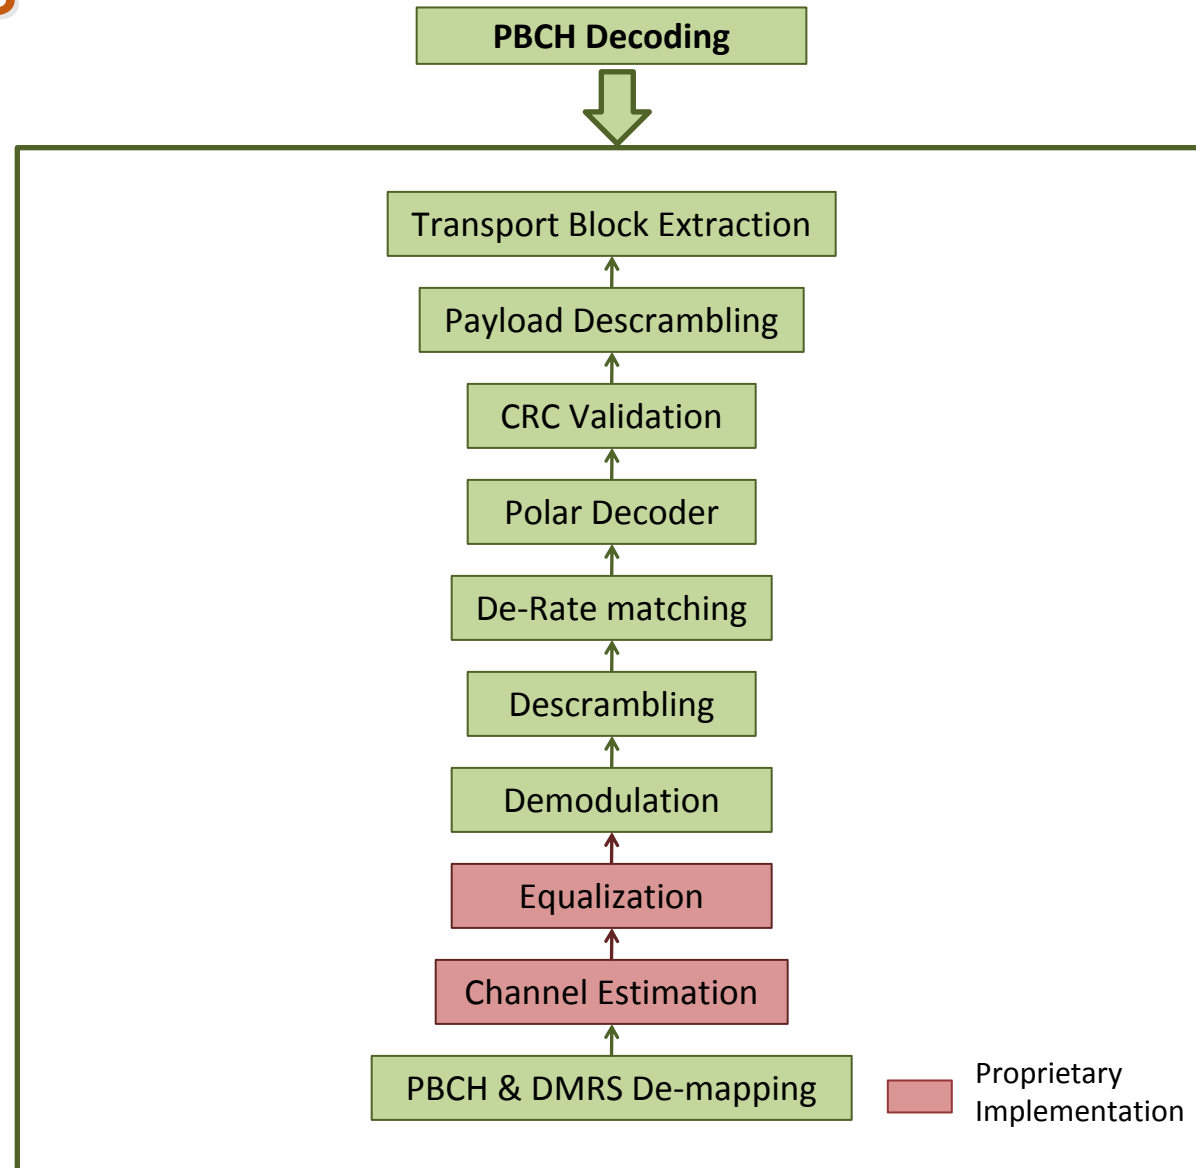 PBCH Decoding
Transport Block Extraction
Payload Descrambling
CRC Validation
Polar Decoder
De-Rate matching
Descrambling
Demodulation
Equalization
Channel Estimation
PBCH & DMRS De-mapping
Proprietary
Implementation